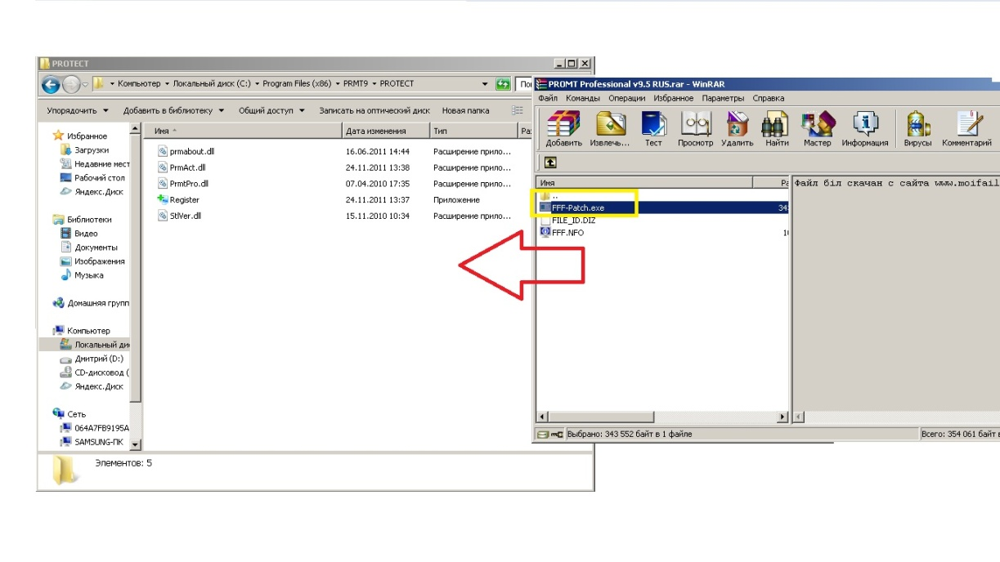 PROTECT
Компьютер
Локальный диск (C:)
Program Files (x86)
PRMT9
PROTECT
Упорядочить
Добавить в библиотеку
Общий доступ
Записать на оптический диск
Новая папка
Избранное
Загрузки
Недавние мест
Рабочий стол
Яндекс.Диск
Библиотеки
Видео
Документы
Изображения
Музыка
Домашняя групп
Компьютер
Локальный ди
Дмитрий (D:)
CD-дисковод (
Яндекс.Диск
Сеть
064A7FB9195A
SAMSUNG-ПК
Имя
Дата изменения
Тип
Ра
prmabout.dll
16.06.2011 14:44
Расширение прило...
PrmAct.dll
24.11.2011 13:38
Расширение прило...
PrmtPro.dll
07.04.2010 17:35
Расширение прило...
Register
24.11.2011 13:37
Приложение
StlVer.dll
15.11.2010 10:34
Расширение прило...
Элементов: 5
PROMT Professional v9.5 RUS.rar - WinRAR
Файл
Команды
Операции
Избранное
Параметры
Справка
Добавить
Извлечь...
Тест
Просмотр
Удалить
Найти
Мастер
Информация
Вирусы
Комментарий
Имя
Ра
..
FFF-Patch.exe
34
FILE_ID.DIZ
FFF.NFO
1
Файл біл скачан с сайта www.moifail
Выбрано: 343 552 байт в 1 файле
Всего: 354 061 байт